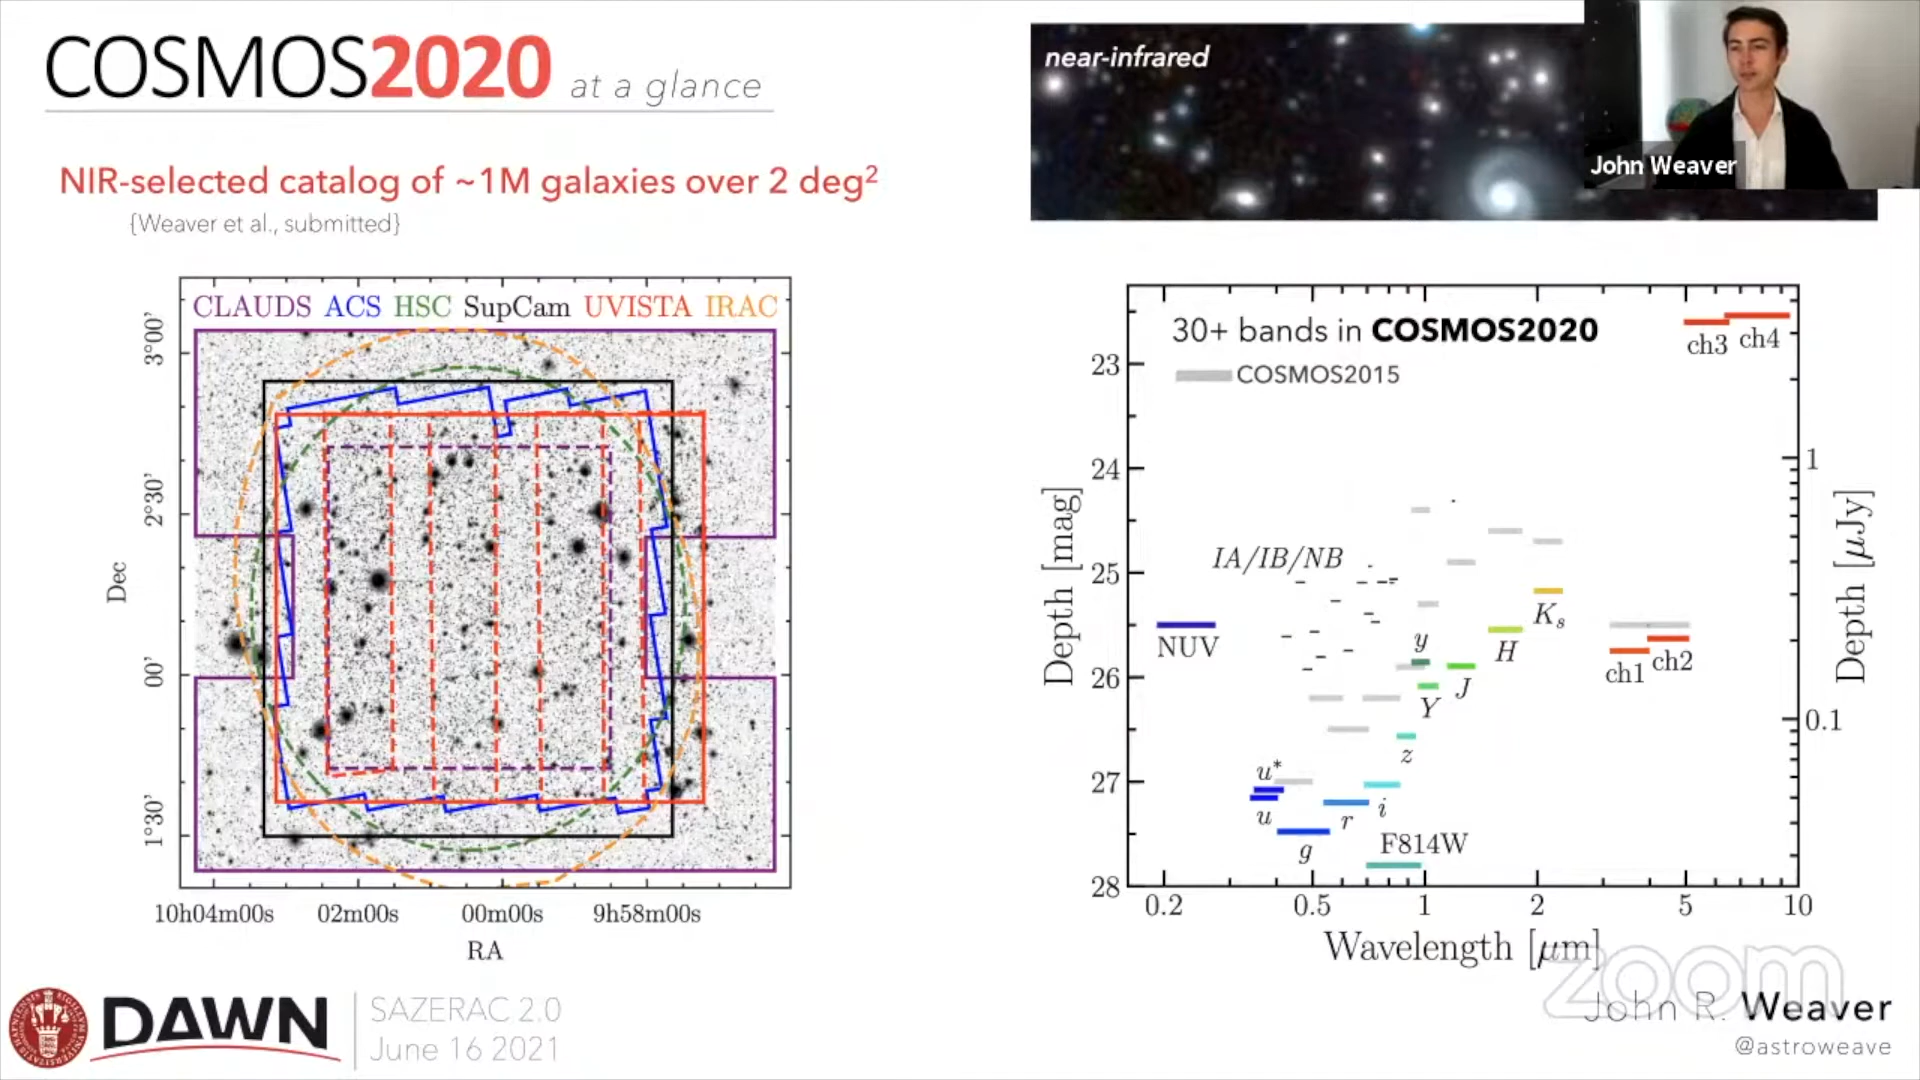 COSMOS2020 at a glance
near-infrared
John Weaver
NIR-selected catalog of ~1M galaxies over 2 deg²
{Weaver et al., submitted}
CLAUDS ACS HSC SupCam UVISTA IRAC
3°00'
2°30'
00'
1°30'
Dec
10h04m00s 02m00s 00m00s 9h58m00s
RA
30+ bands in COSMOS2020
COSMOS2015
ch3 ch4
IA/IB/NB
NUV
y
Ks
H
J
Y
ch1 ch2
z
u*
u
r
i
g
F814W
23
24
25
26
27
28
Depth [mag]
1
0.1
Depth [μJy]
0.2 0.5 1 2 5 10
Wavelength [μm]
zoom
DAWN
SAZERAC 2.0
June 16 2021
John R. Weaver
@astroweave